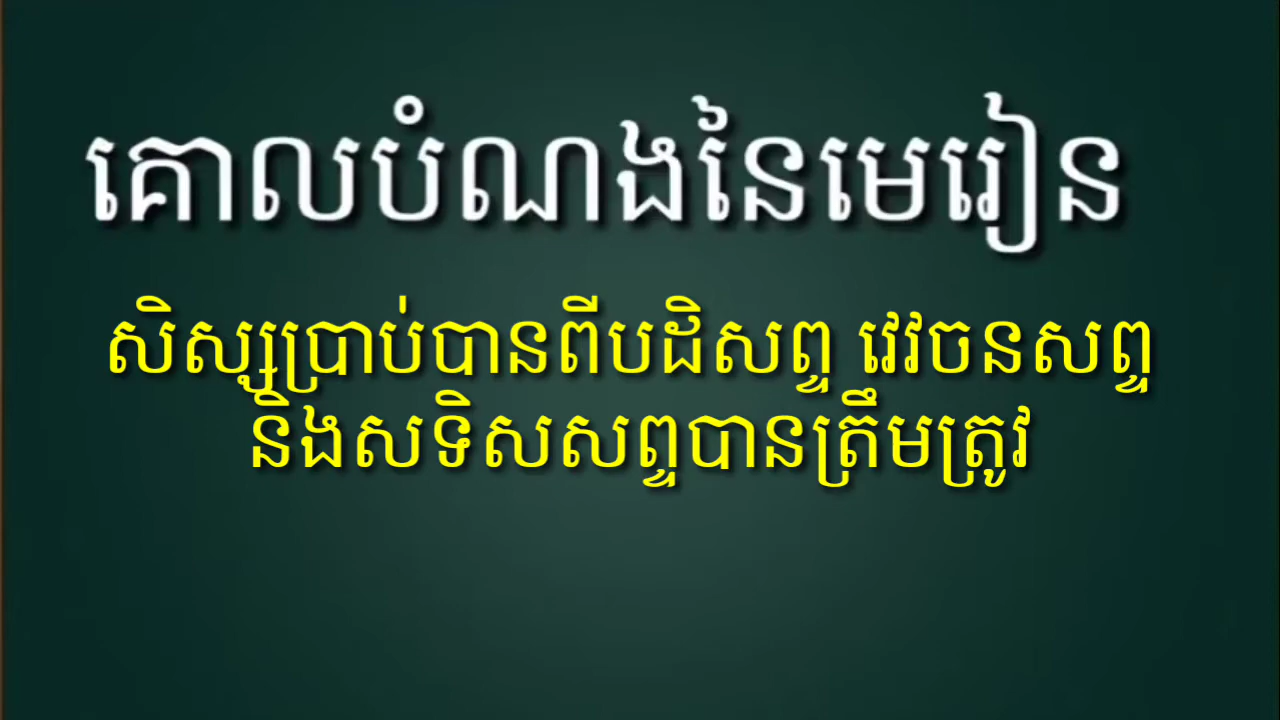 គោលបំណងនៃមេរៀន
សិស្សប្រាប់បានពីបដិសព្ទ វេវចនសព្ទ
និងសទិសសព្ទបានត្រឹមត្រូវ